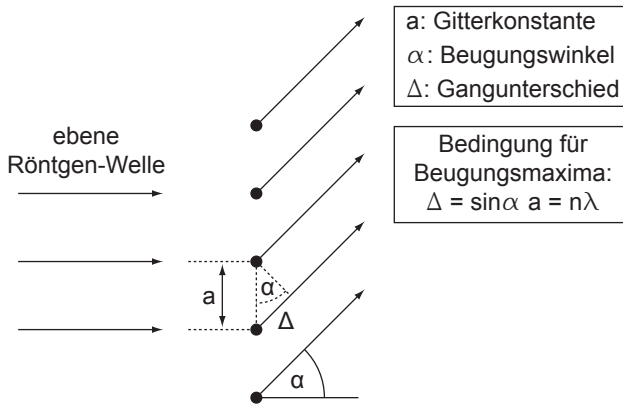 a: Gitterkonstante
α: Beugungswinkel
Δ: Gangunterschied
ebene
Röntgen-Welle
Bedingung für
Beugungsmaxima:
Δ = sinα a = nλ
a
α
Δ
α